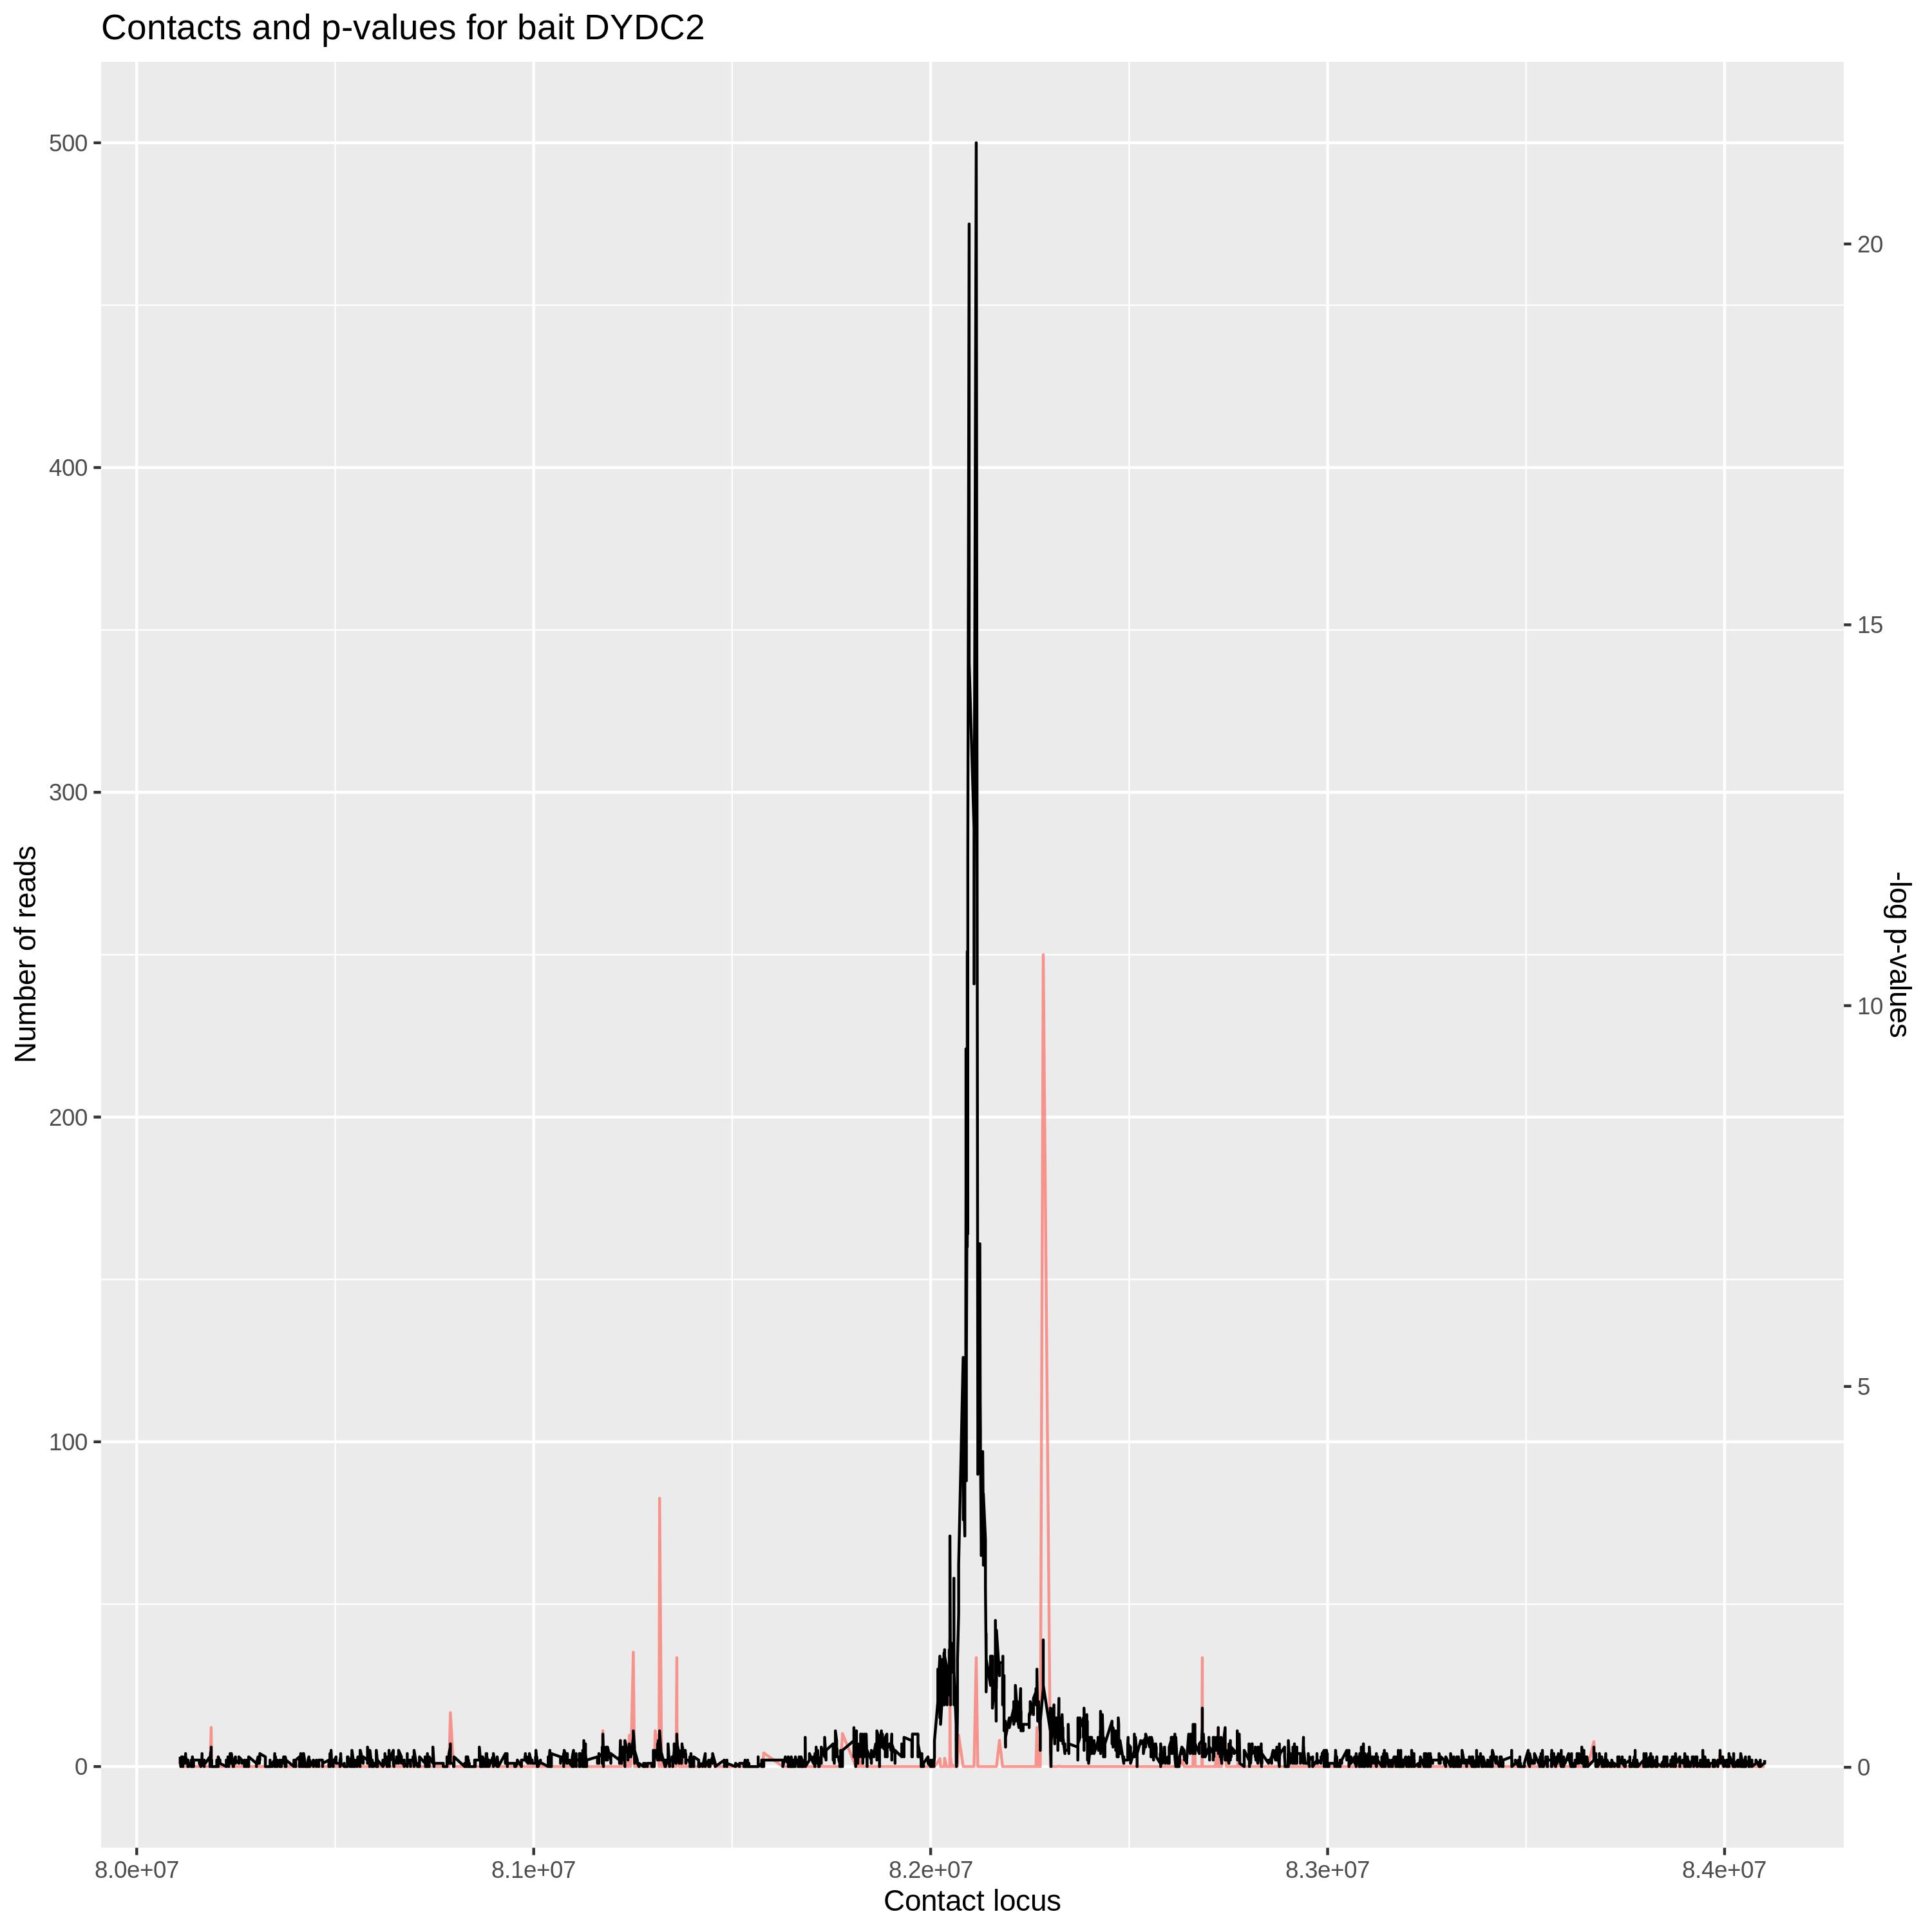 Contacts and p-values for bait DYDC2
Number of reads
500
400
300
200
100
0
20
15
10
5
0
-log p-values
8.0e+07 8.1e+07 8.2e+07 8.3e+07 8.4e+07
Contact locus